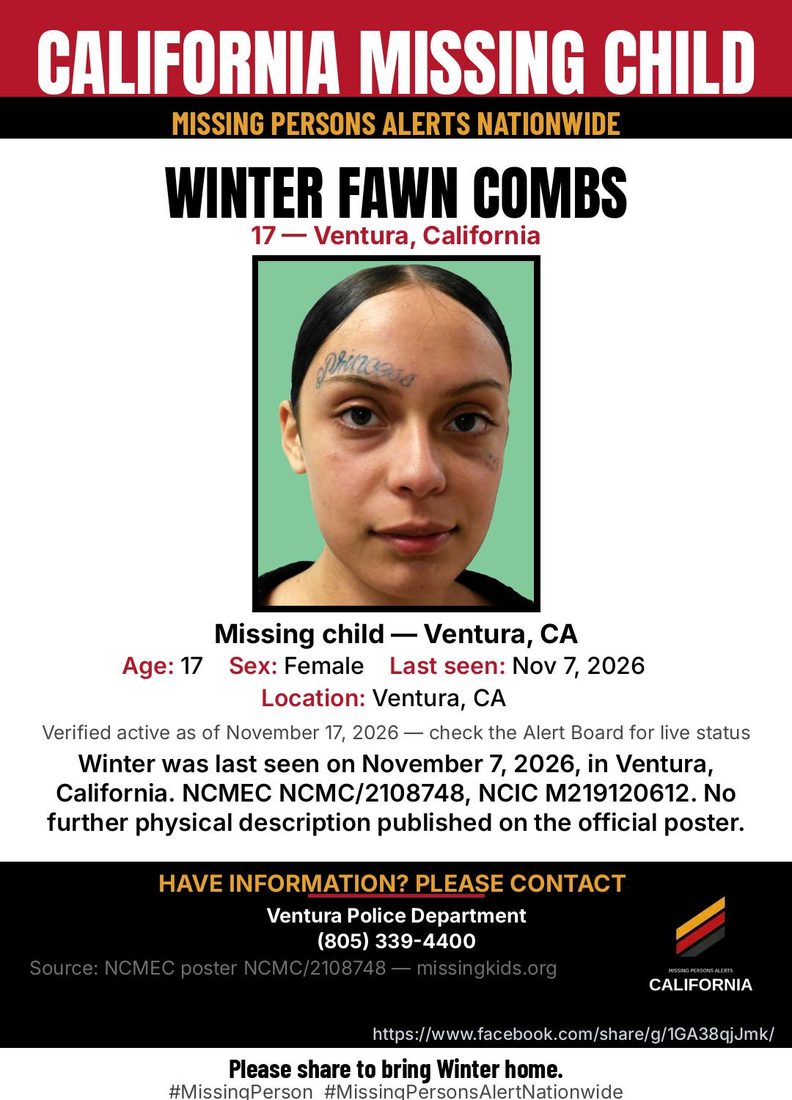 CALIFORNIA MISSING CHILD
MISSING PERSONS ALERTS NATIONWIDE
WINTER FAWN COMBS
17 — Ventura, California
princess
Missing child — Ventura, CA
Age: 17 Sex: Female Last seen: Nov 7, 2026
Location: Ventura, CA
Verified active as of November 17, 2026 — check the Alert Board for live status
Winter was last seen on November 7, 2026, in Ventura,
California. NCMEC NCMC/2108748, NCIC M219120612. No
further physical description published on the official poster.
HAVE INFORMATION? PLEASE CONTACT
Ventura Police Department
(805) 339-4400
Source: NCMEC poster NCMC/2108748 — missingkids.org
MISSING PERSONS ALERTS
CALIFORNIA
https://www.facebook.com/share/g/1GA38qjJmk/
Please share to bring Winter home.
#MissingPerson #MissingPersonsAlertNationwide